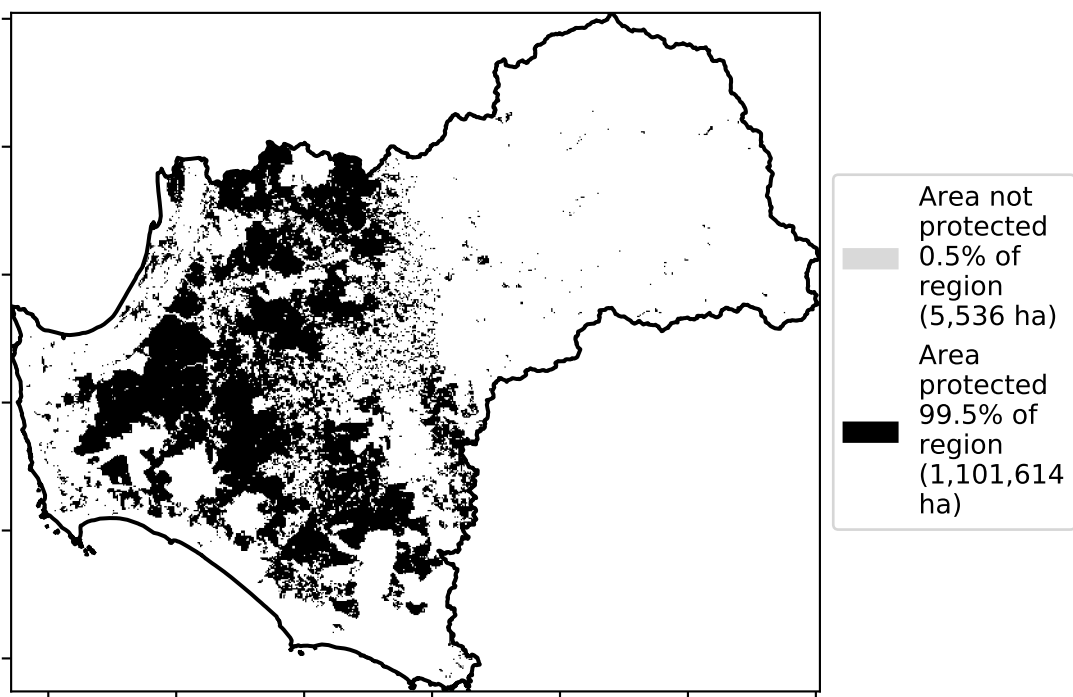 Area not
protected
0.5% of
region
(5,536 ha)
Area
protected
99.5% of
region
(1,101,614
ha)